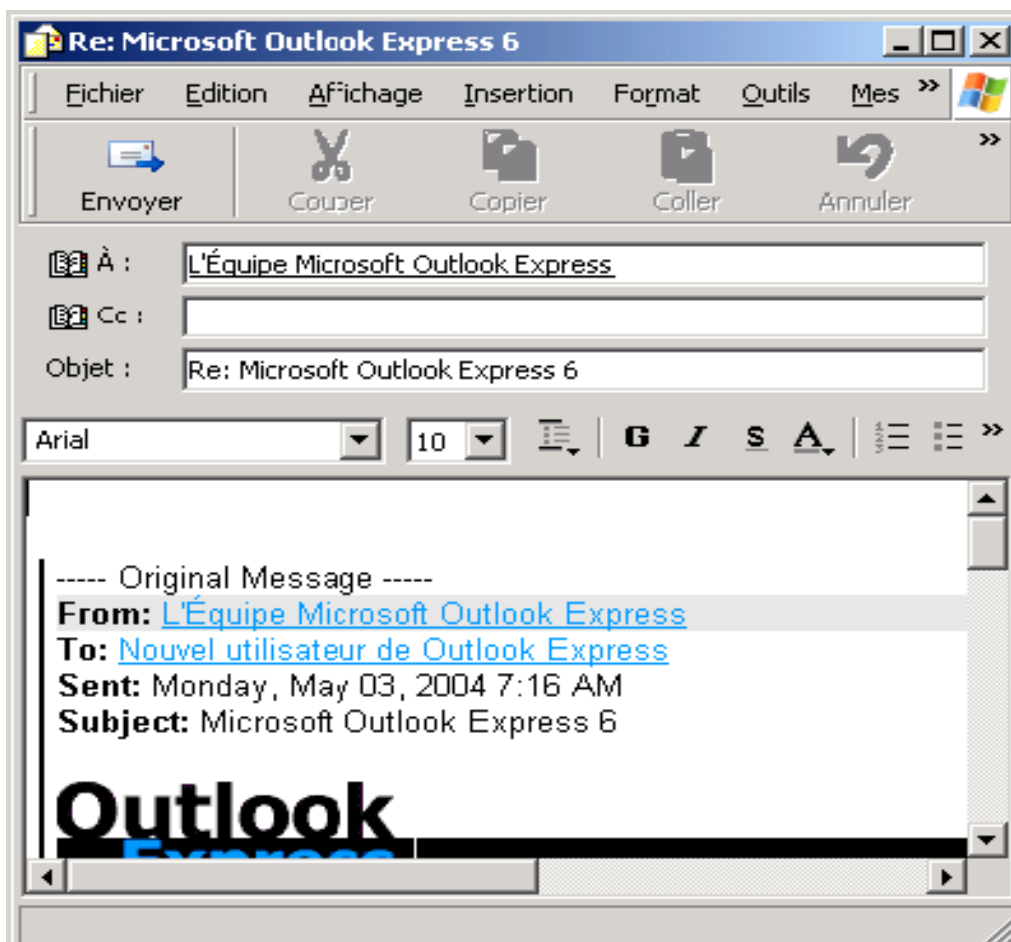 Re: Microsoft Outlook Express 6
Fichier Edition Affichage Insertion Format Outils Mes »
Envoyer Couper Copier Coller Annuler »
À : L'Équipe Microsoft Outlook Express
Cc :
Objet : Re: Microsoft Outlook Express 6
Arial 10 G I S A »
----- Original Message -----
From: L'Équipe Microsoft Outlook Express
To: Nouvel utilisateur de Outlook Express
Sent: Monday, May 03, 2004 7:16 AM
Subject: Microsoft Outlook Express 6
Outlook
Express